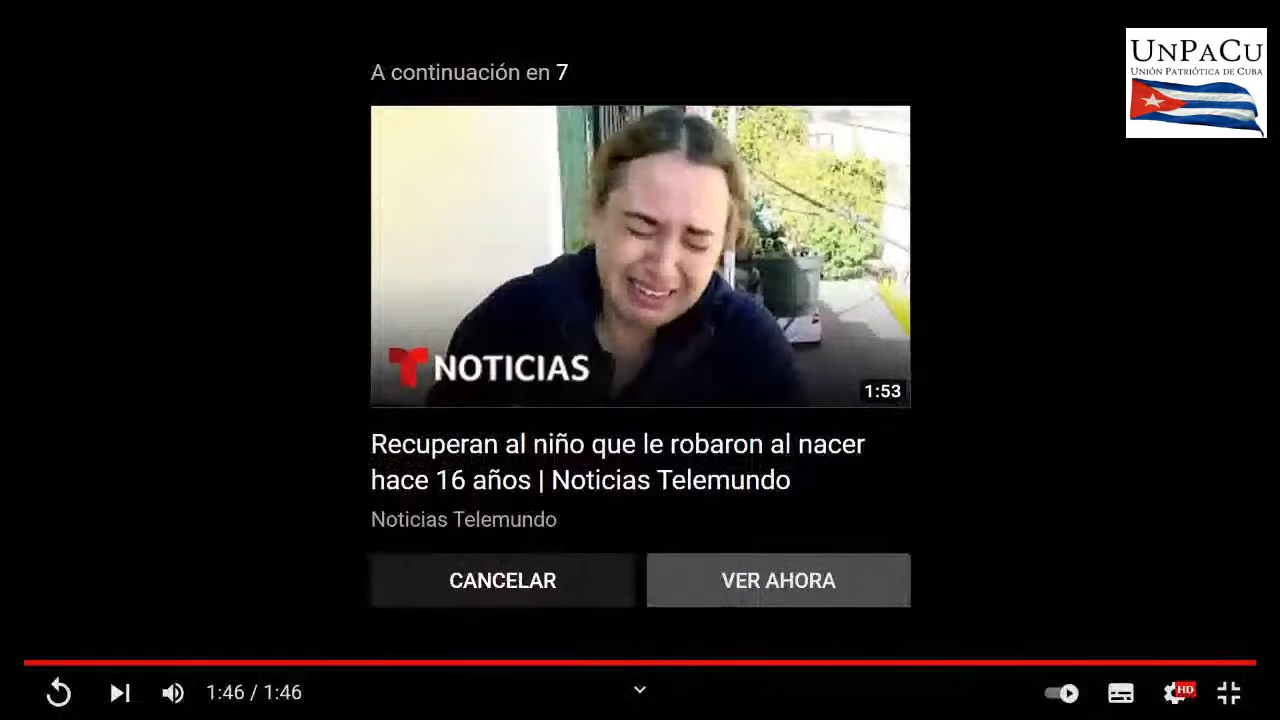 A continuación en 7
UNPACU
UNIÓN PATRIÓTICA DE CUBA
NOTICIAS
1:53
Recuperan al niño que le robaron al nacer
hace 16 años | Noticias Telemundo
Noticias Telemundo
CANCELAR
VER AHORA
1:46 / 1:46
HD